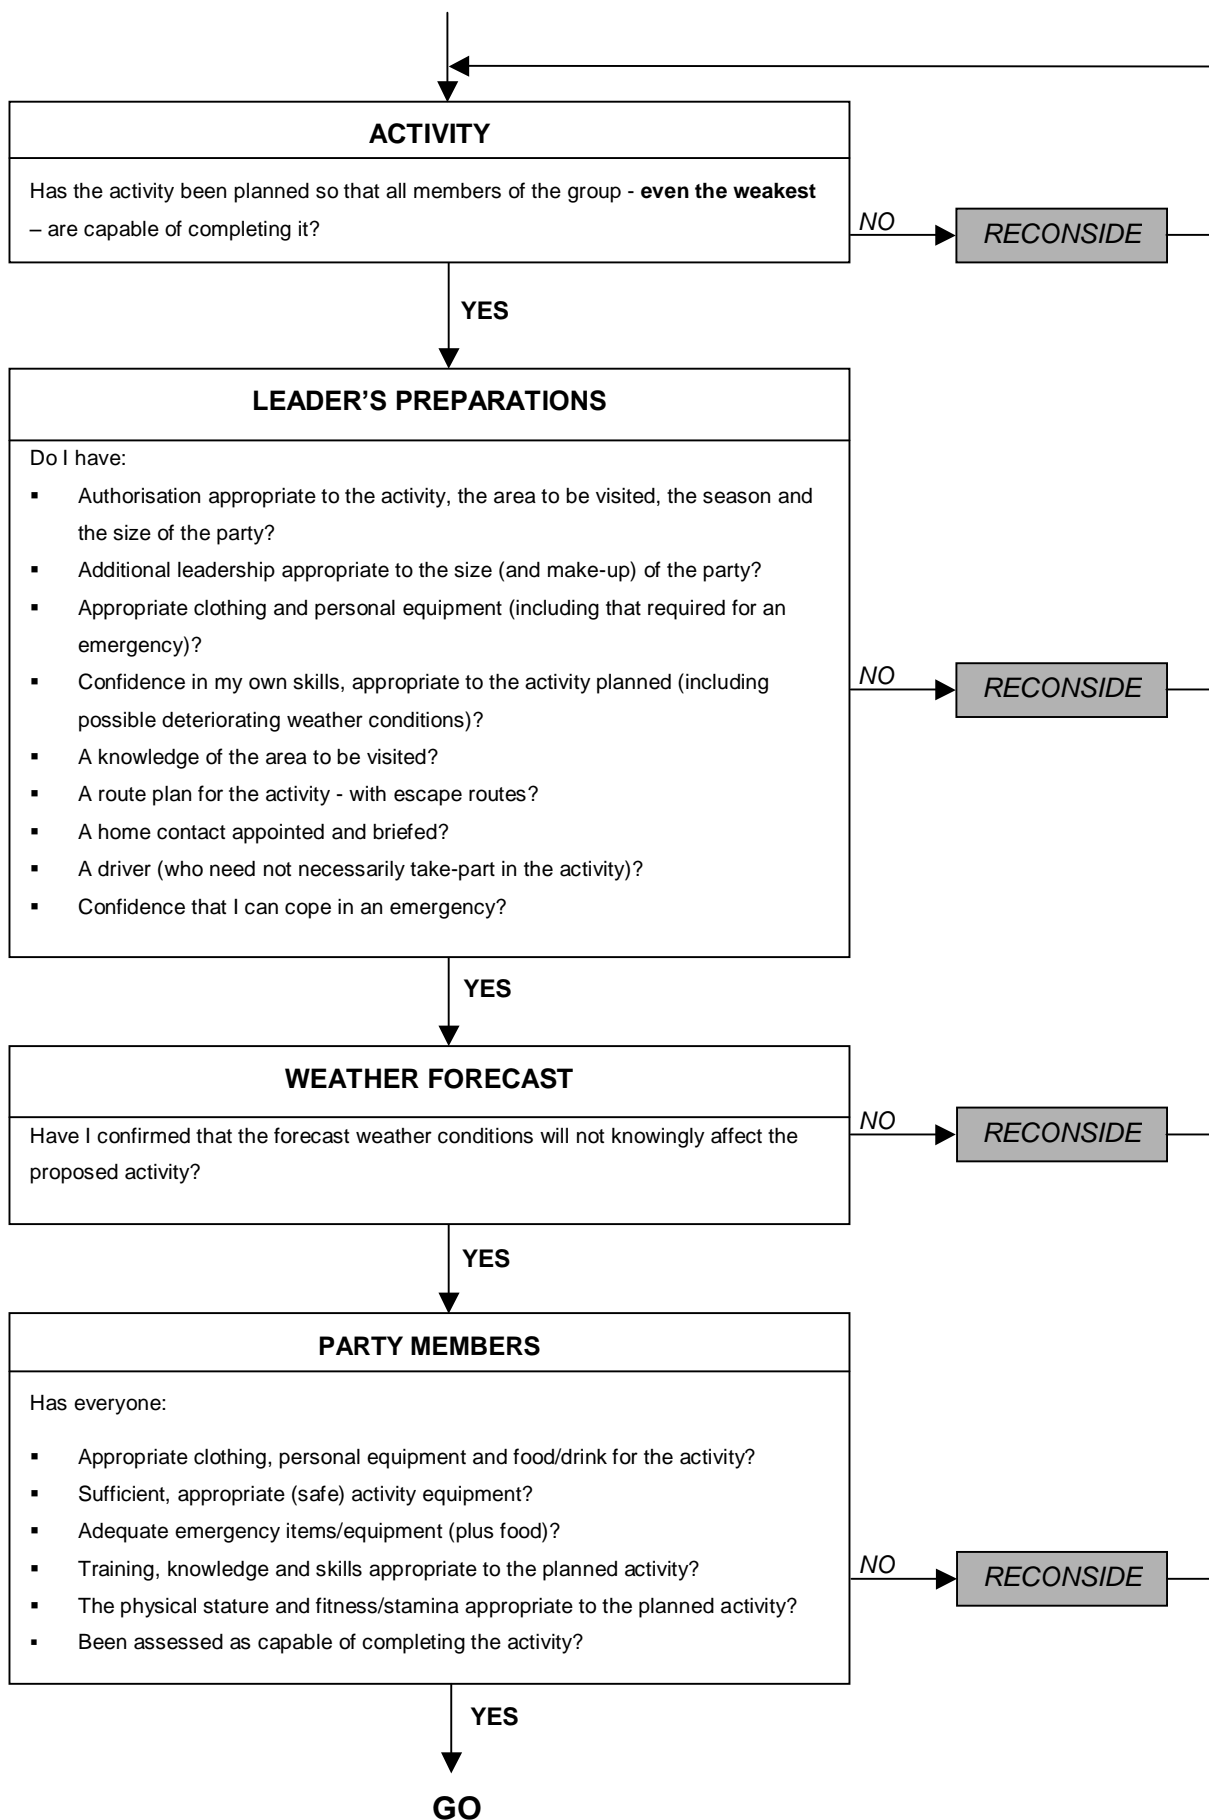 ACTIVITY
Has the activity been planned so that all members of the group - even the weakest
– are capable of completing it?
NO
RECONSIDE
YES
LEADER’S PREPARATIONS
Do I have:
▪ Authorisation appropriate to the activity, the area to be visited, the season and
the size of the party?
▪ Additional leadership appropriate to the size (and make-up) of the party?
▪ Appropriate clothing and personal equipment (including that required for an
emergency)?
▪ Confidence in my own skills, appropriate to the activity planned (including
possible deteriorating weather conditions)?
▪ A knowledge of the area to be visited?
▪ A route plan for the activity - with escape routes?
▪ A home contact appointed and briefed?
▪ A driver (who need not necessarily take-part in the activity)?
▪ Confidence that I can cope in an emergency?
NO
RECONSIDE
YES
WEATHER FORECAST
Have I confirmed that the forecast weather conditions will not knowingly affect the
proposed activity?
NO
RECONSIDE
YES
PARTY MEMBERS
Has everyone:
▪ Appropriate clothing, personal equipment and food/drink for the activity?
▪ Sufficient, appropriate (safe) activity equipment?
▪ Adequate emergency items/equipment (plus food)?
▪ Training, knowledge and skills appropriate to the planned activity?
▪ The physical stature and fitness/stamina appropriate to the planned activity?
▪ Been assessed as capable of completing the activity?
NO
RECONSIDE
YES
GO